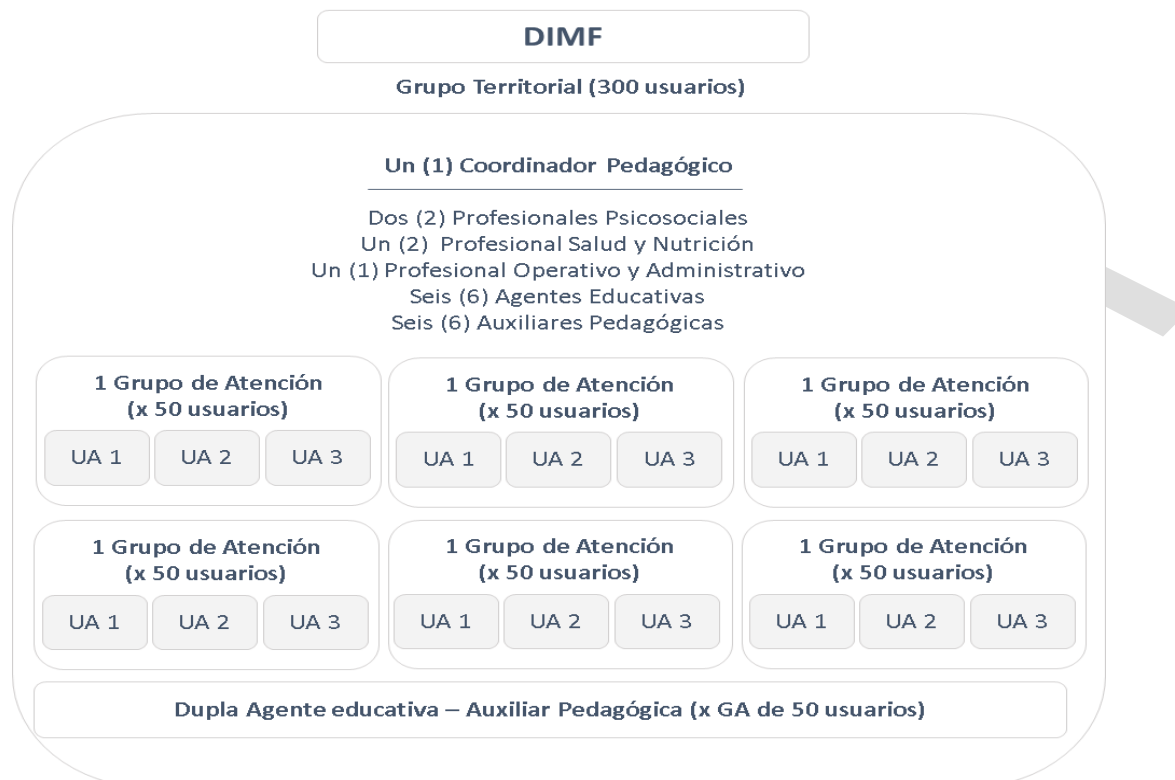 DIMF
Grupo Territorial (300 usuarios)
Un (1) Coordinador Pedagógico
Dos (2) Profesionales Psicosociales
Un (2) Profesional Salud y Nutrición
Un (1) Profesional Operativo y Administrativo
Seis (6) Agentes Educativas
Seis (6) Auxiliares Pedagógicas
1 Grupo de Atención
(x 50 usuarios)
UA 1
UA 2
UA 3
1 Grupo de Atención
(x 50 usuarios)
UA 1
UA 2
UA 3
1 Grupo de Atención
(x 50 usuarios)
UA 1
UA 2
UA 3
1 Grupo de Atención
(x 50 usuarios)
UA 1
UA 2
UA 3
1 Grupo de Atención
(x 50 usuarios)
UA 1
UA 2
UA 3
1 Grupo de Atención
(x 50 usuarios)
UA 1
UA 2
UA 3
Dupla Agente educativa – Auxiliar Pedagógica (x GA de 50 usuarios)